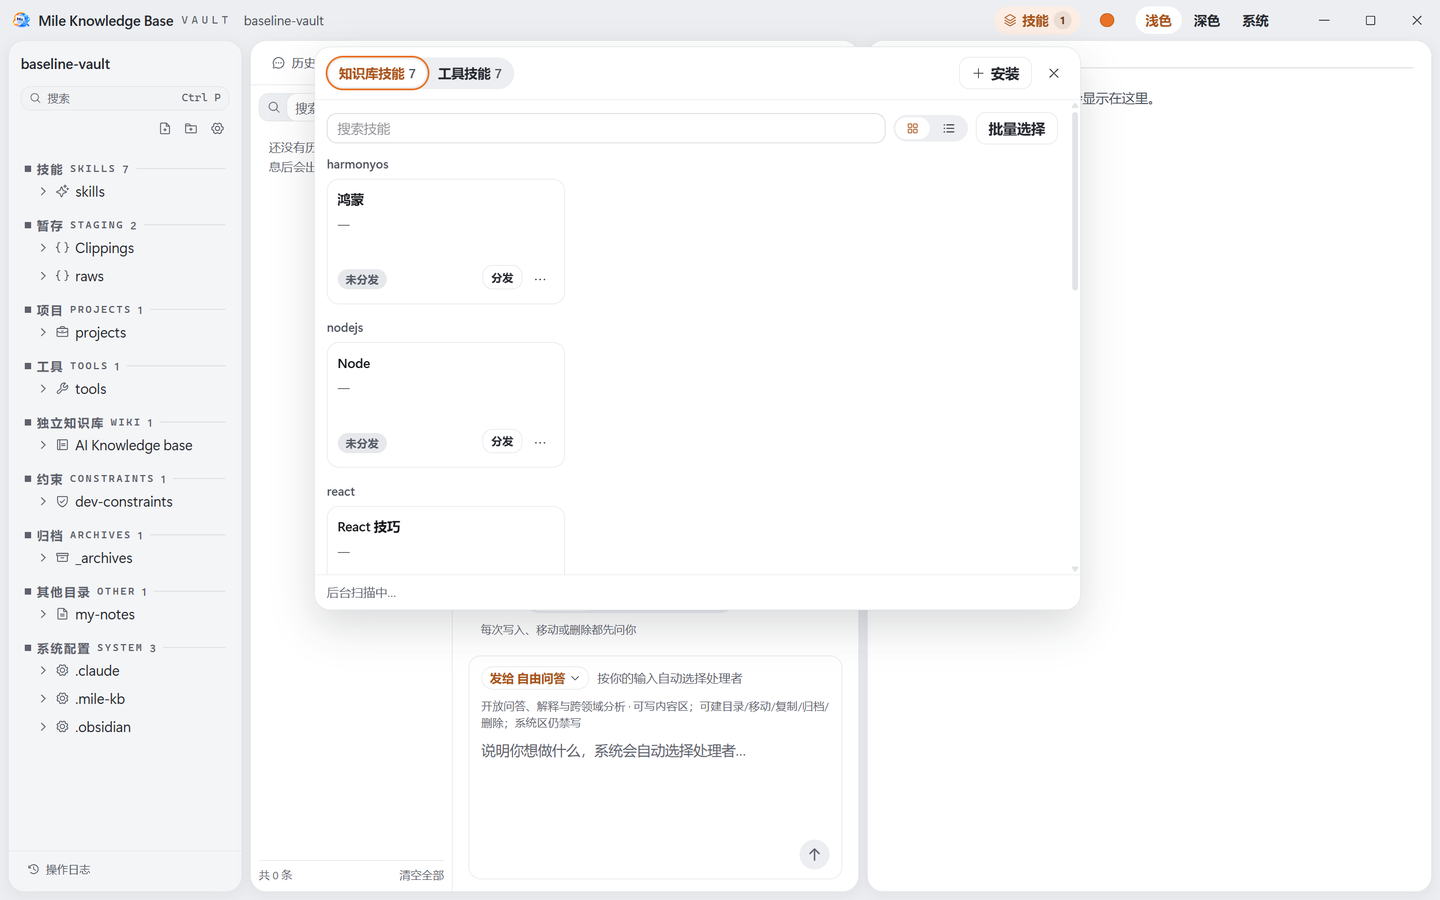 Mile Knowledge Base VAULT baseline-vault
技能 1
浅色 深色 系统
baseline-vault
搜索 Ctrl P
技能 SKILLS 7
skills
暂存 STAGING 2
Clippings
raws
项目 PROJECTS 1
projects
工具 TOOLS 1
tools
独立知识库 WIKI 1
AI Knowledge base
约束 CONSTRAINTS 1
dev-constraints
归档 ARCHIVES 1
_archives
其他目录 OTHER 1
my-notes
系统配置 SYSTEM 3
.claude
.mile-kb
.obsidian
操作日志
历史
搜索
还没有历
息后会出
共 0 条 清空全部
知识库技能 7 工具技能 7
安装
搜索技能
批量选择
harmonyos
鸿蒙
—
未分发 分发 ...
nodejs
Node
—
未分发 分发 ...
react
React 技巧
—
后台扫描中...
每次写入、移动或删除都先问你
发给 自由问答 按你的输入自动选择处理者
开放问答、解释与跨领域分析 · 可写内容区；可建目录/移动/复制/归档/
删除；系统区仍禁写
说明你想做什么，系统会自动选择处理者...
显示在这里。